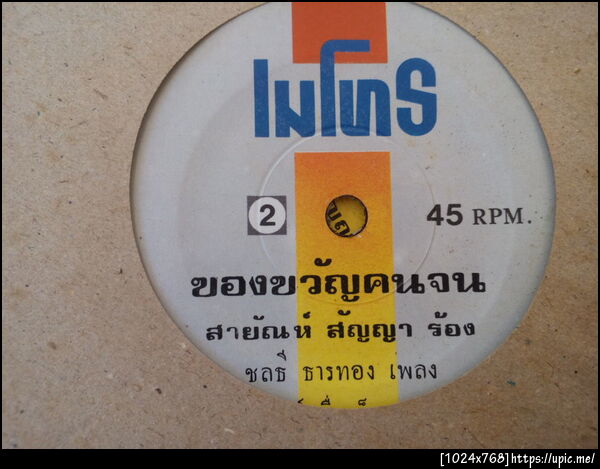 เมโทร
2 45 RPM.
ของขวัญคนจน
สายัณห์ สัญญา ร้อง
ชลธี ธารทอง เพลง
[1024x768]https://upic.me/